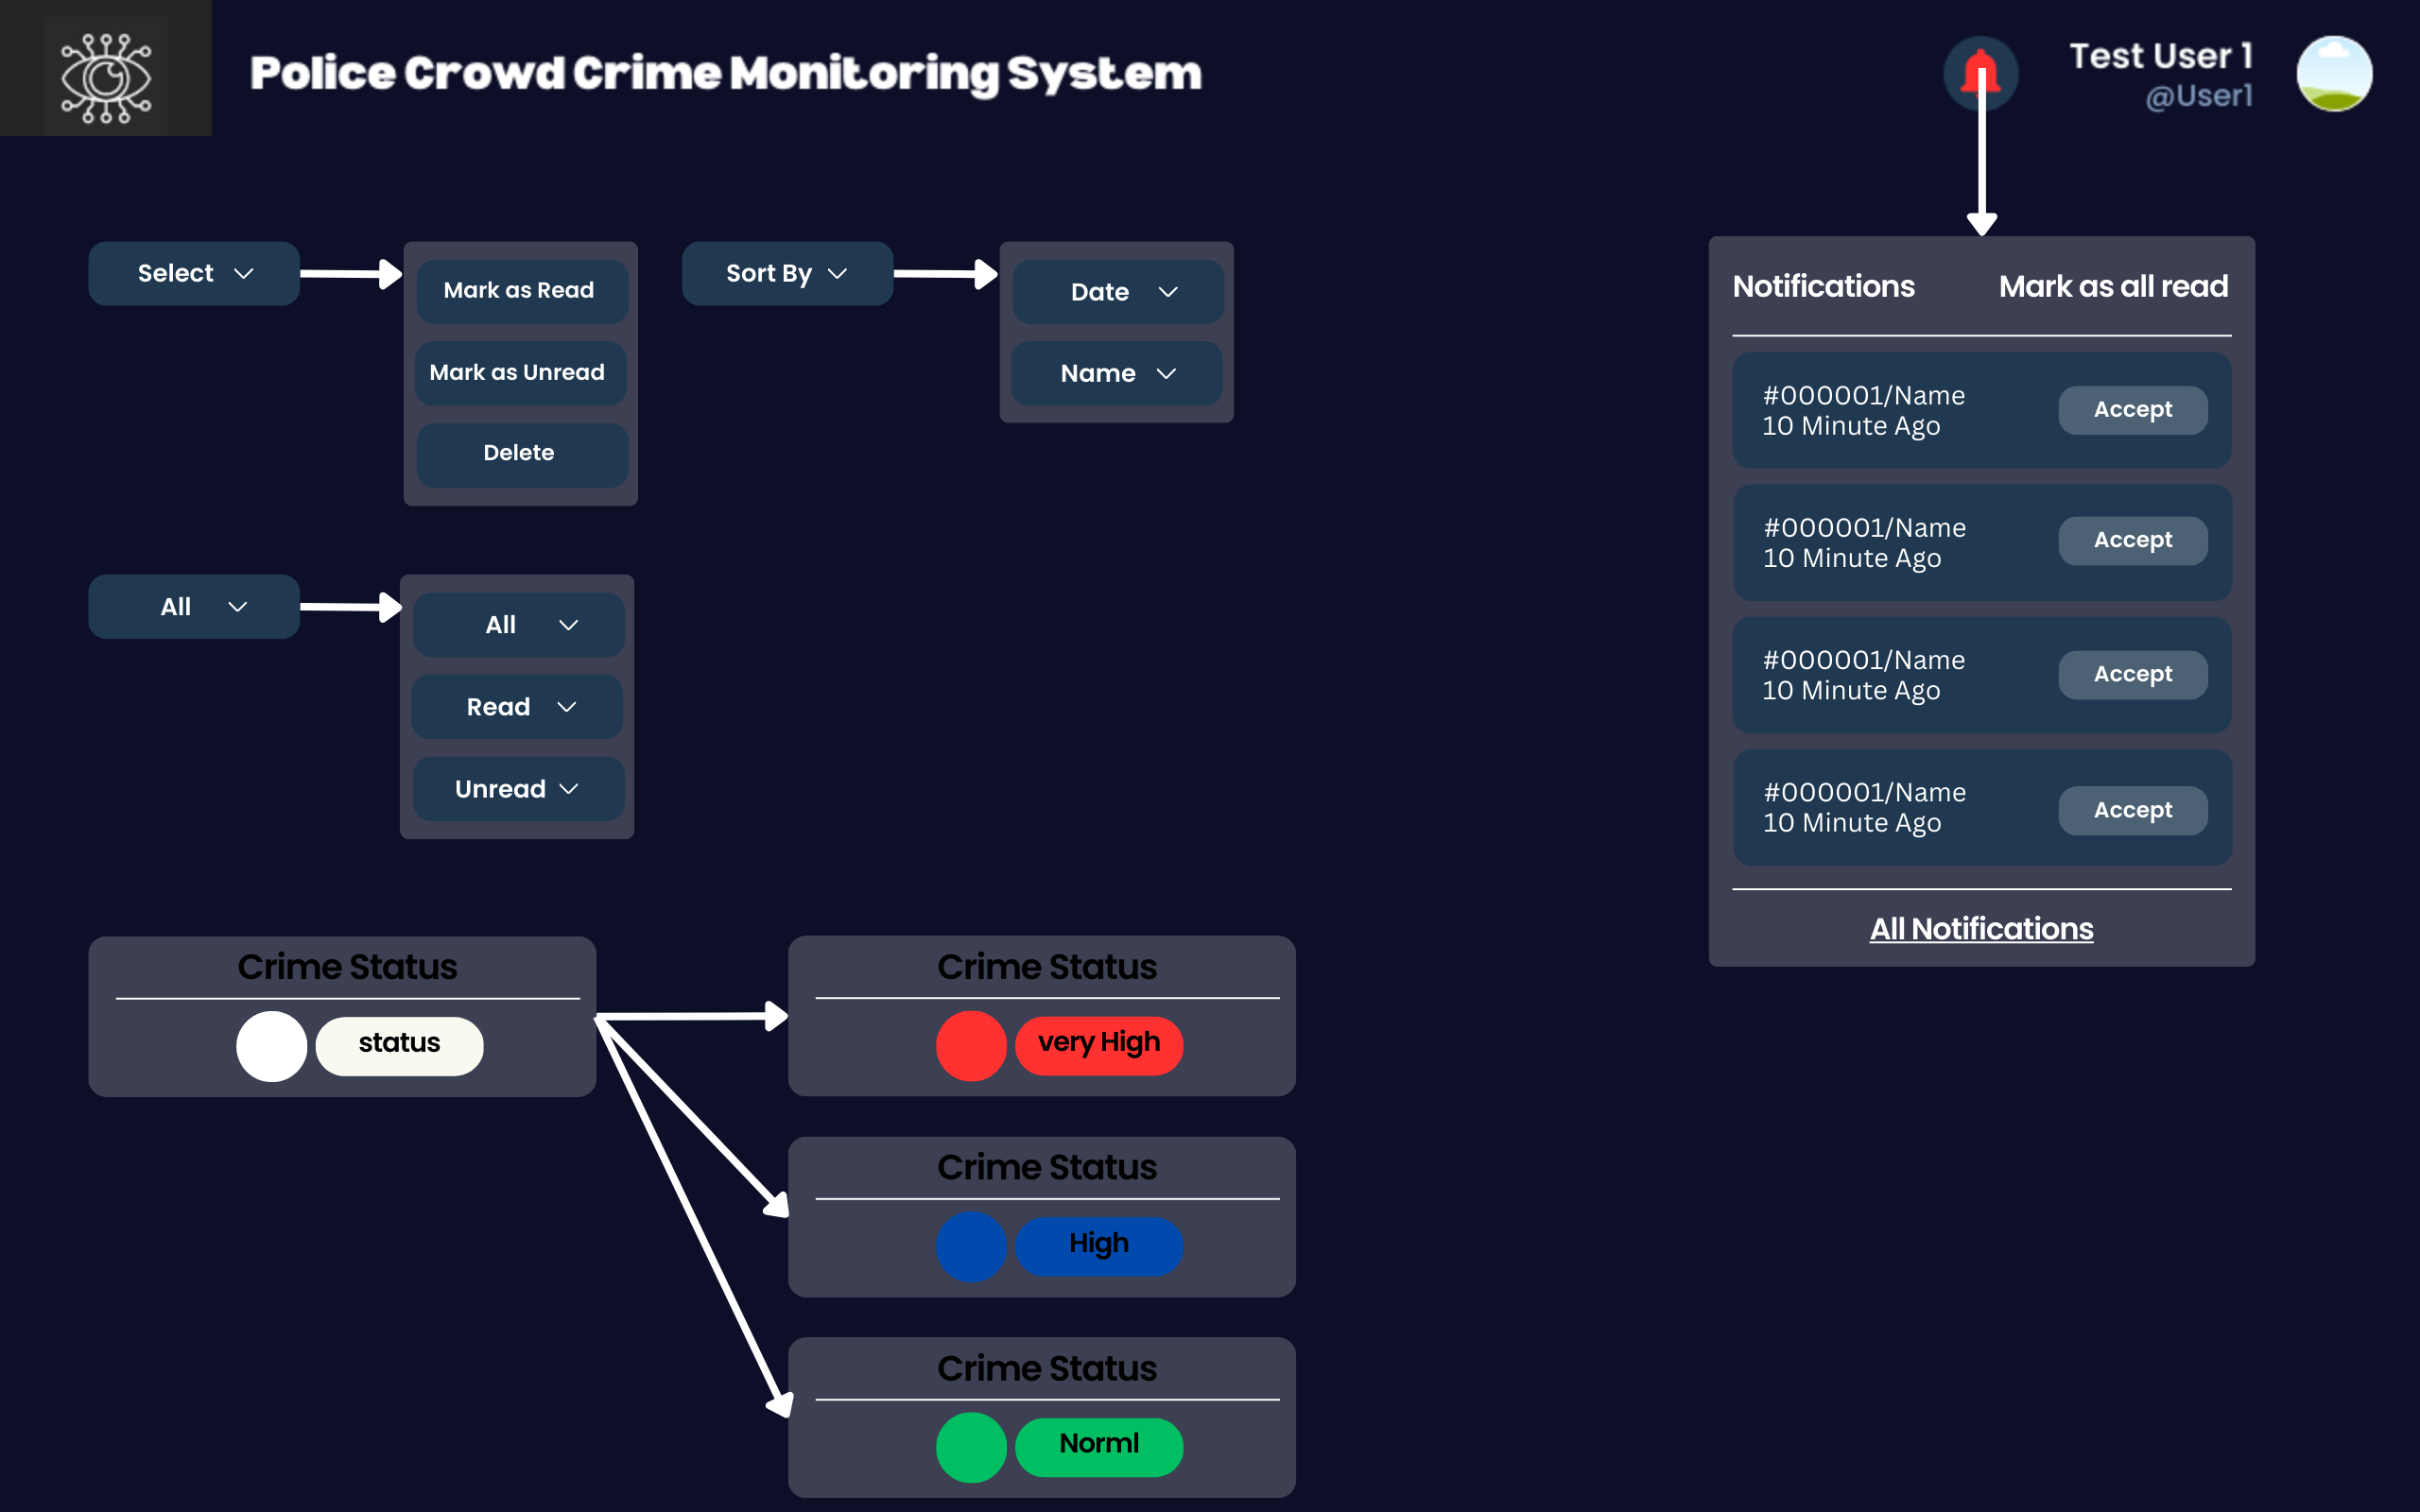 Police Crowd Crime Monitoring System
Test User 1
@User1
Select
Mark as Read
Mark as Unread
Delete
Sort By
Date
Name
All
All
Read
Unread
Notifications
Mark as all read
#000001/Name
10 Minute Ago
Accept
#000001/Name
10 Minute Ago
Accept
#000001/Name
10 Minute Ago
Accept
#000001/Name
10 Minute Ago
Accept
All Notifications
Crime Status
status
Crime Status
very High
Crime Status
High
Crime Status
Norml